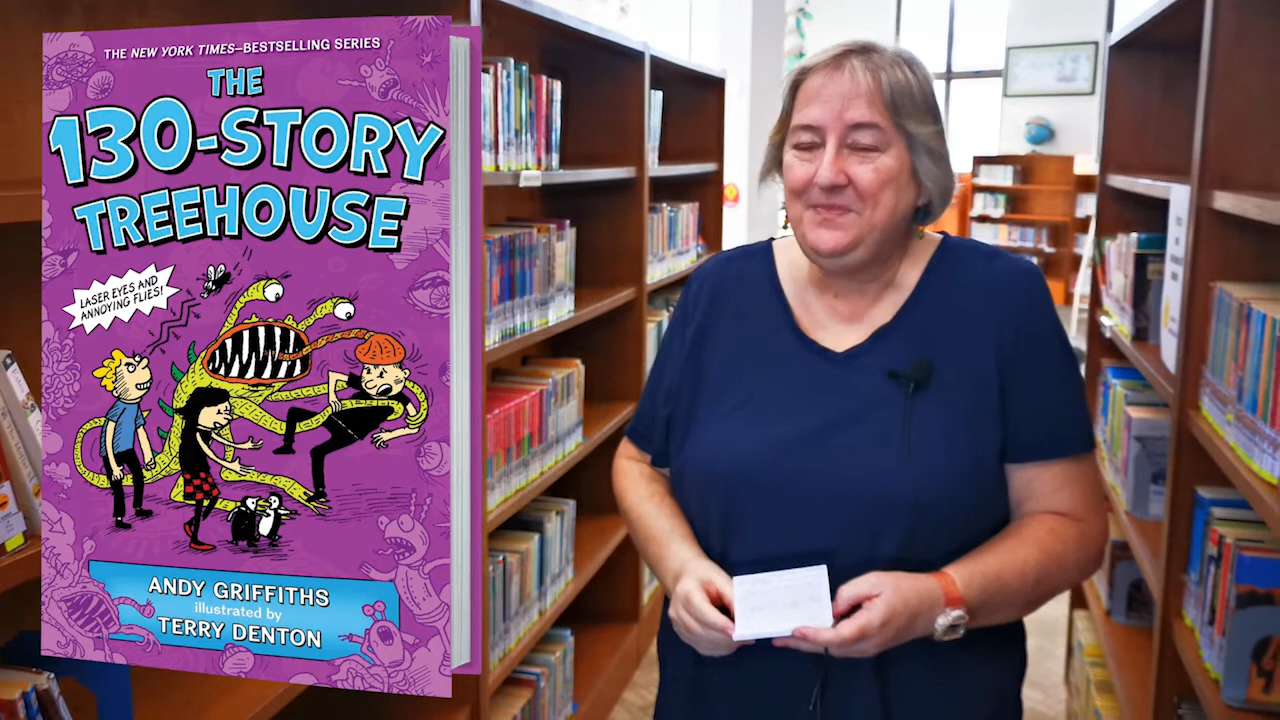 THE NEW YORK TIMES–BESTSELLING SERIES
THE
130-STORY
TREEHOUSE
LASER EYES AND
ANNOYING FLIES!
ANDY GRIFFITHS
illustrated by
TERRY DENTON